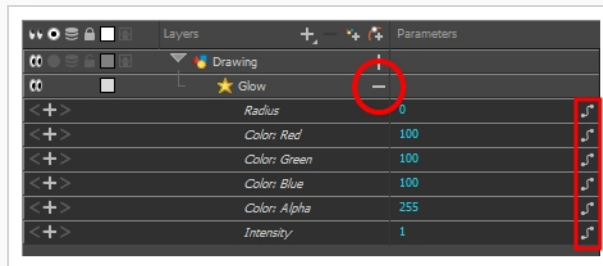 Layers Parameters
Drawing
Glow
Radius 0
Color: Red 100
Color: Green 100
Color: Blue 100
Color: Alpha 255
Intensity 1